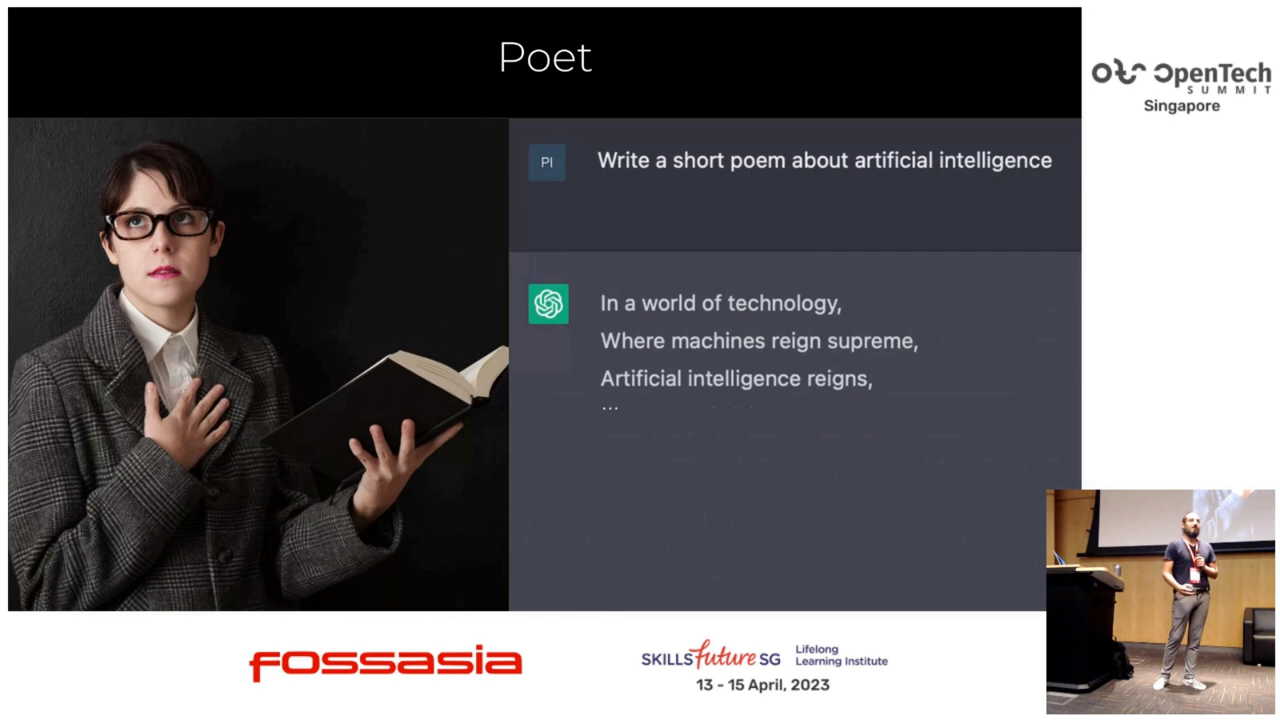 Poet
PI
Write a short poem about artificial intelligence
In a world of technology,
Where machines reign supreme,
Artificial intelligence reigns,
...
OpenTech
SUMMIT
Singapore
fossasia
SKILLSfuture SG
Lifelong
Learning Institute
13 - 15 April, 2023